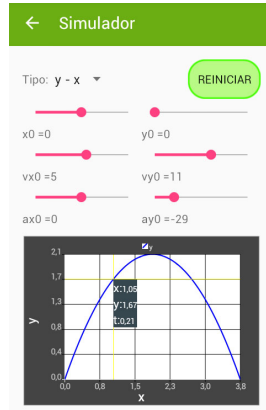 ← Simulador
Tipo: y - x
REINICIAR
x0 =0
y0 =0
vx0 =5
vy0 =11
ax0 =0
ay0 =-29
y
2,1
1,7
1,3
0,8
0,4
0,0
y
x:1,05
y:1,67
t:0,21
0,0 0,8 1,5 2,3 3,0 3,8
x